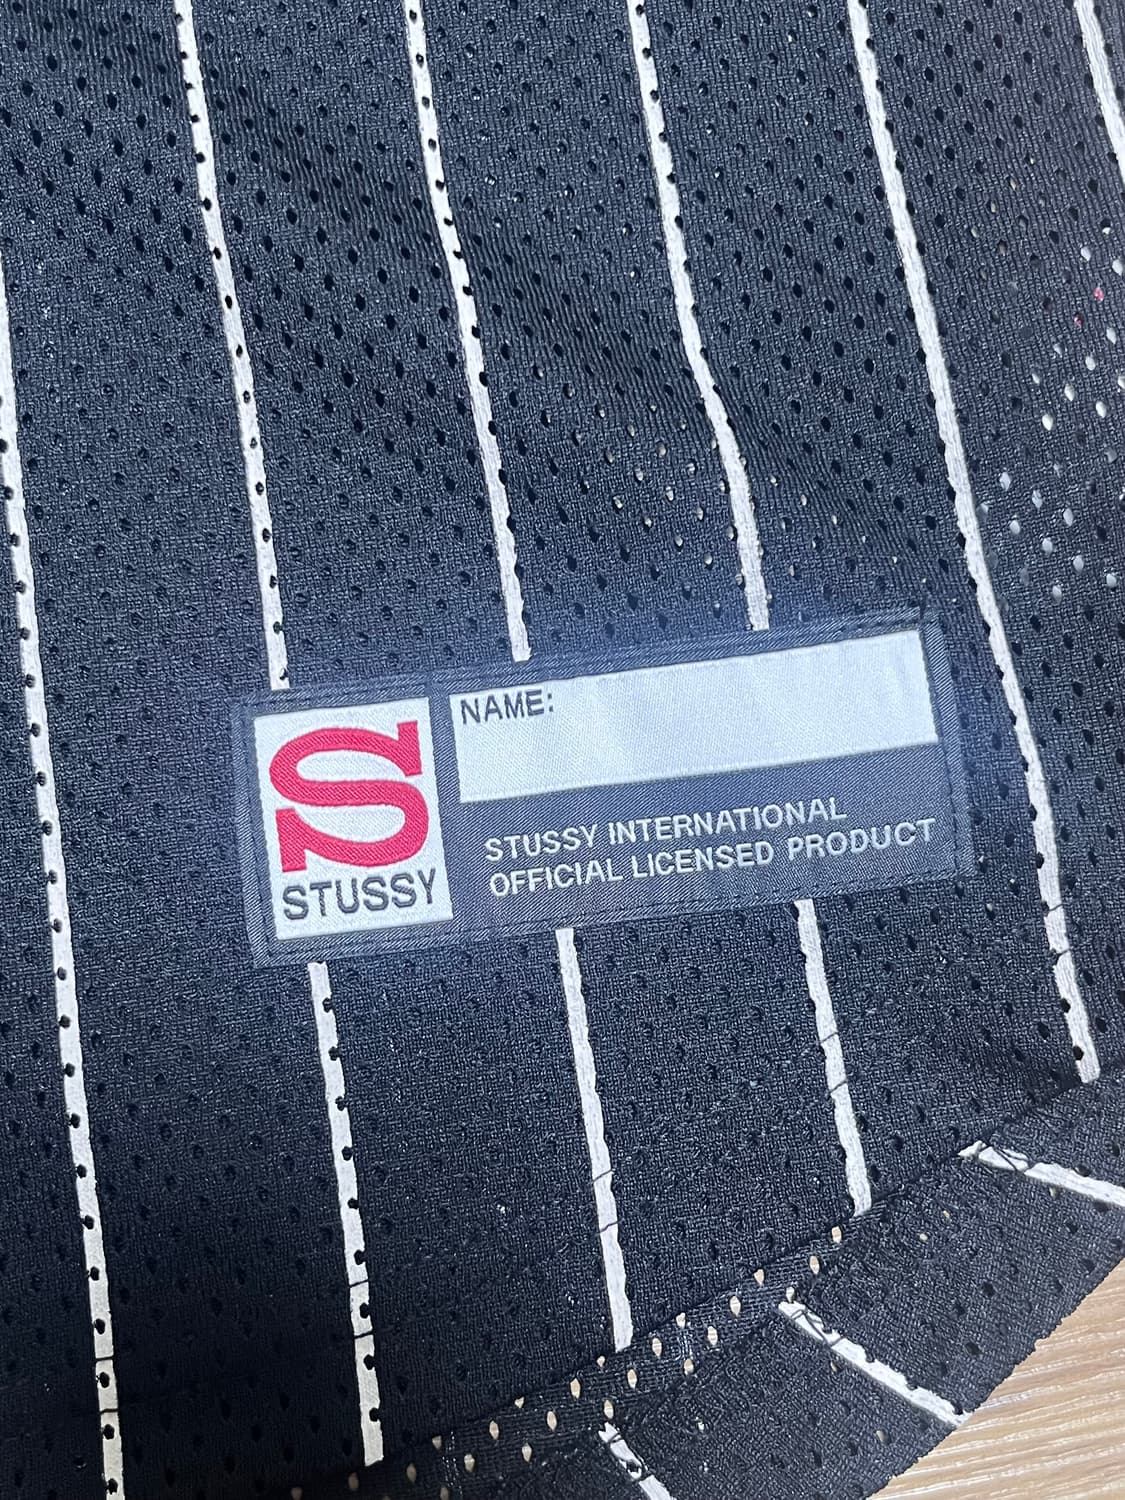 S
STUSSY
NAME:
STUSSY INTERNATIONAL
OFFICIAL LICENSED PRODUCT